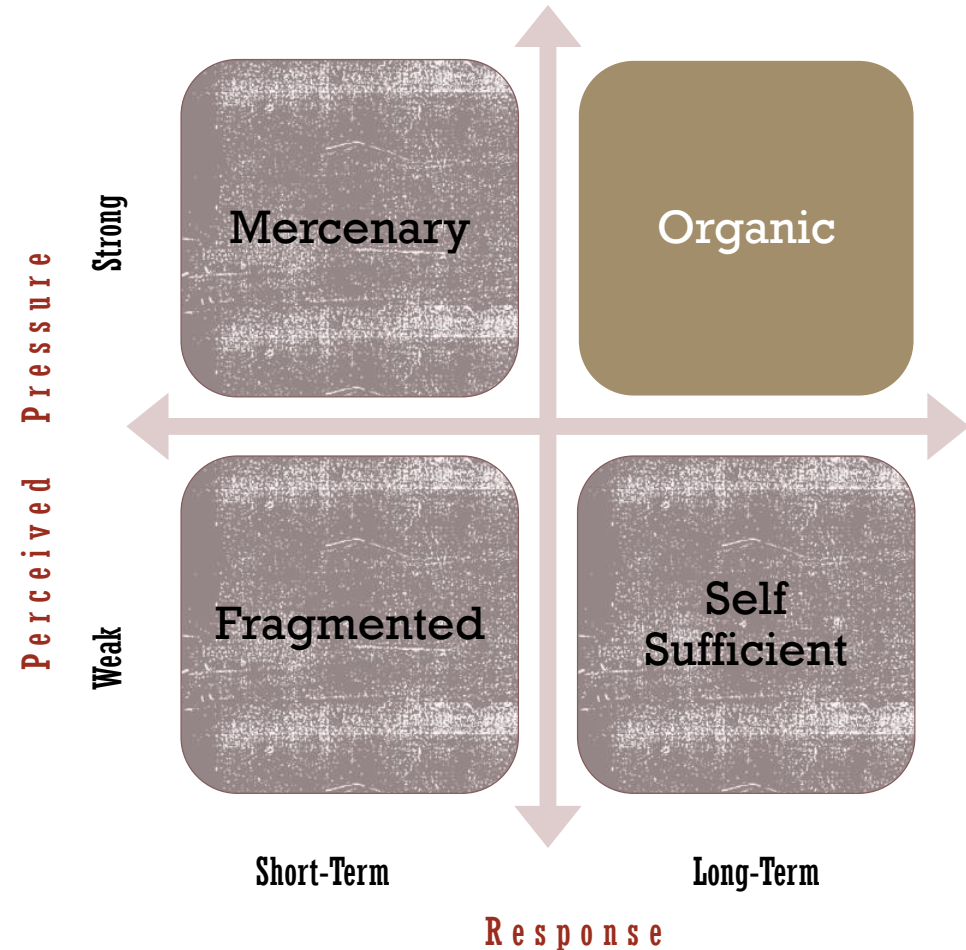 Perceived Pressure
Strong
Weak
Mercenary
Organic
Fragmented
Self
Sufficient
Short-Term
Long-Term
Response